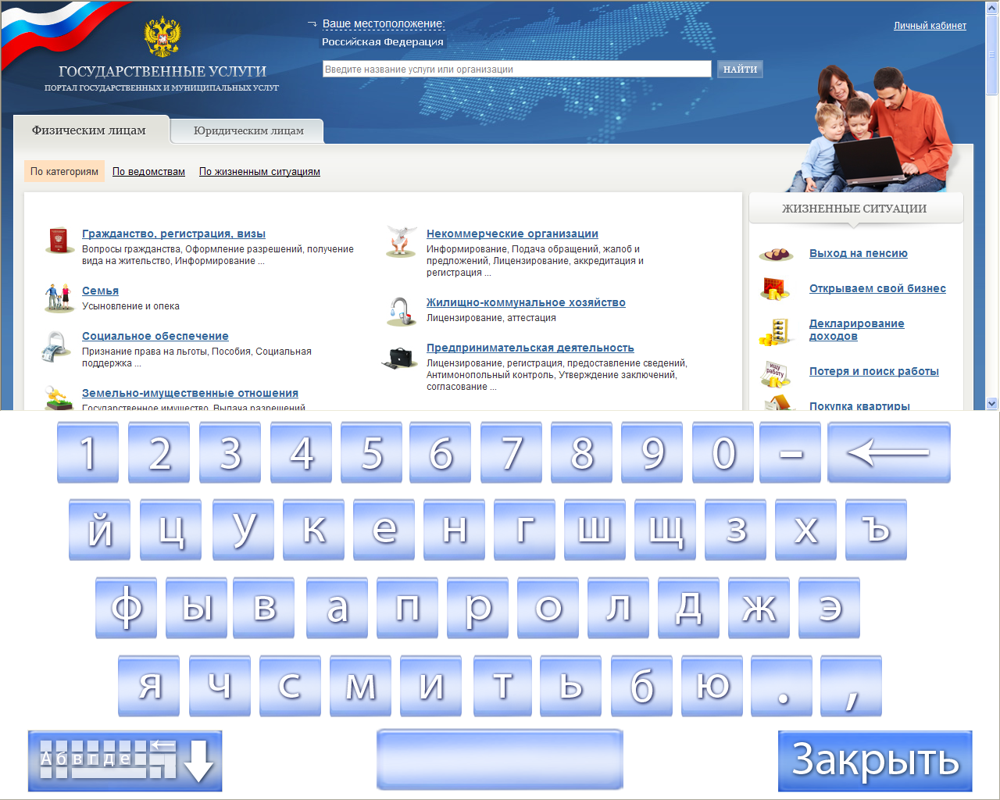 Ваше местоположение:
Российская Федерация
Личный кабинет
ГОСУДАРСТВЕННЫЕ УСЛУГИ
ПОРТАЛ ГОСУДАРСТВЕННЫХ И МУНИЦИПАЛЬНЫХ УСЛУГ
Введите название услуги или организации
НАЙТИ
Физическим лицам
Юридическим лицам
По категориям
По ведомствам
По жизненным ситуациям
Гражданство, регистрация, визы
Вопросы гражданства, Оформление разрешений, получение
вида на жительство, Информирование ...
Семья
Усыновление и опека
Социальное обеспечение
Признание права на льготы, Пособия, Социальная
поддержка ...
Земельно-имущественные отношения
Государственное имущество, Выдача разрешений,
Некоммерческие организации
Информирование, Подача обращений, жалоб и
предложений, Лицензирование, аккредитация и
регистрация ...
Жилищно-коммунальное хозяйство
Лицензирование, аттестация
Предпринимательская деятельность
Лицензирование, регистрация, предоставление сведений,
Антимонопольный контроль, Утверждение заключений,
согласование ...
ЖИЗНЕННЫЕ СИТУАЦИИ
Выход на пенсию
Открываем свой бизнес
Декларирование
доходов
ищу
работу
Потеря и поиск работы
Покупка квартиры
1 2 3 4 5 6 7 8 9 0 -
й ц у к е н г ш щ з х ъ
ф ы в а п р о л д ж э
я ч с м и т ь б ю . ,
А б в г д е
Закрыть